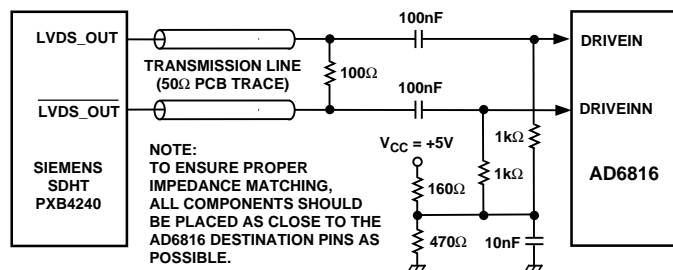 LVDS_OUT
TRANSMISSION LINE
(50Ω PCB TRACE)
LVDS_OUT
SIEMENS
SDHT
PXB4240
100nF
100Ω
100nF
NOTE:
TO ENSURE PROPER
IMPEDANCE MATCHING,
ALL COMPONENTS SHOULD
BE PLACED AS CLOSE TO THE
AD6816 DESTINATION PINS AS
POSSIBLE.
VCC = +5V
160Ω
470Ω
1kΩ
1kΩ
10nF
DRIVEIN
DRIVEINN
AD6816